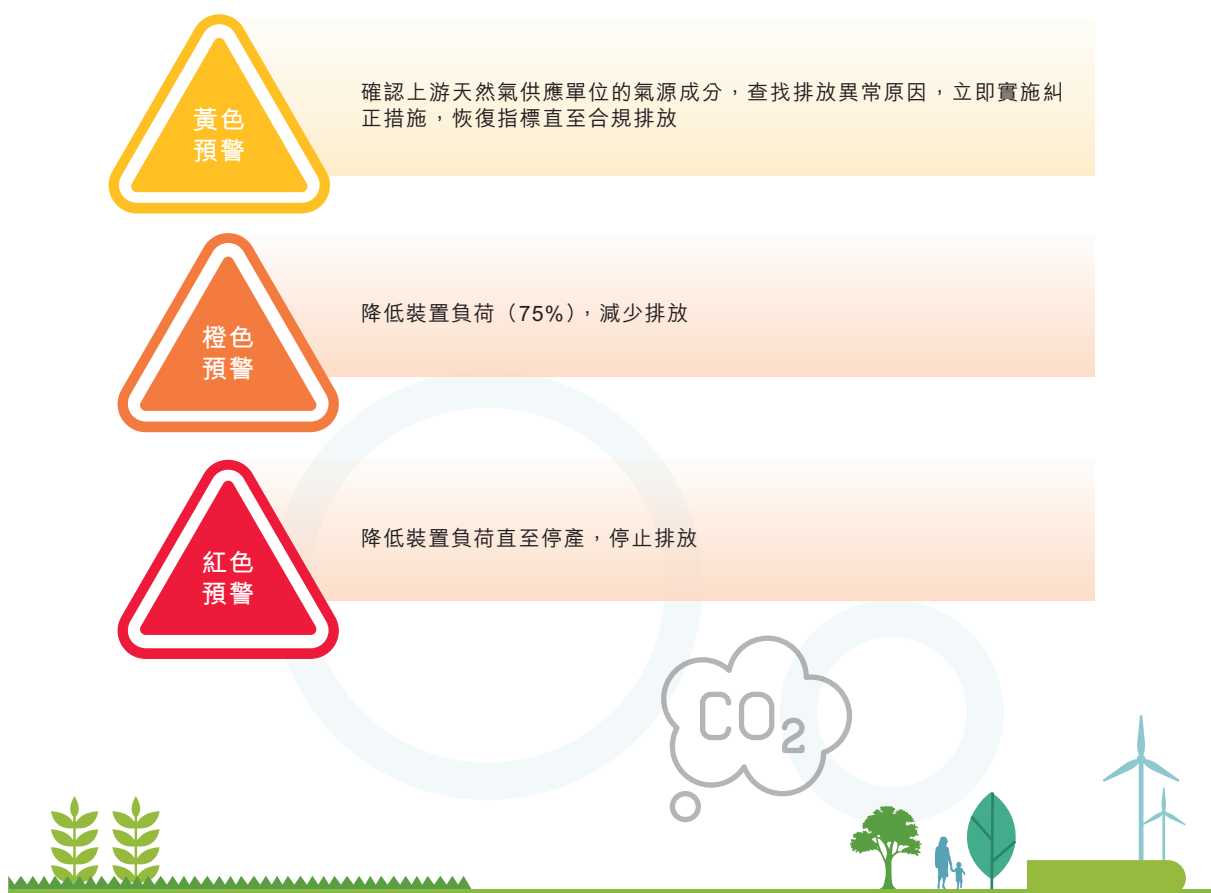 黃色
預警
確認上游天然氣供應單位的氣源成分，查找排放異常原因，立即實施糾
正措施，恢復指標直至合規排放
橙色
預警
降低裝置負荷（75%），減少排放
紅色
預警
降低裝置負荷直至停產，停止排放
CO₂